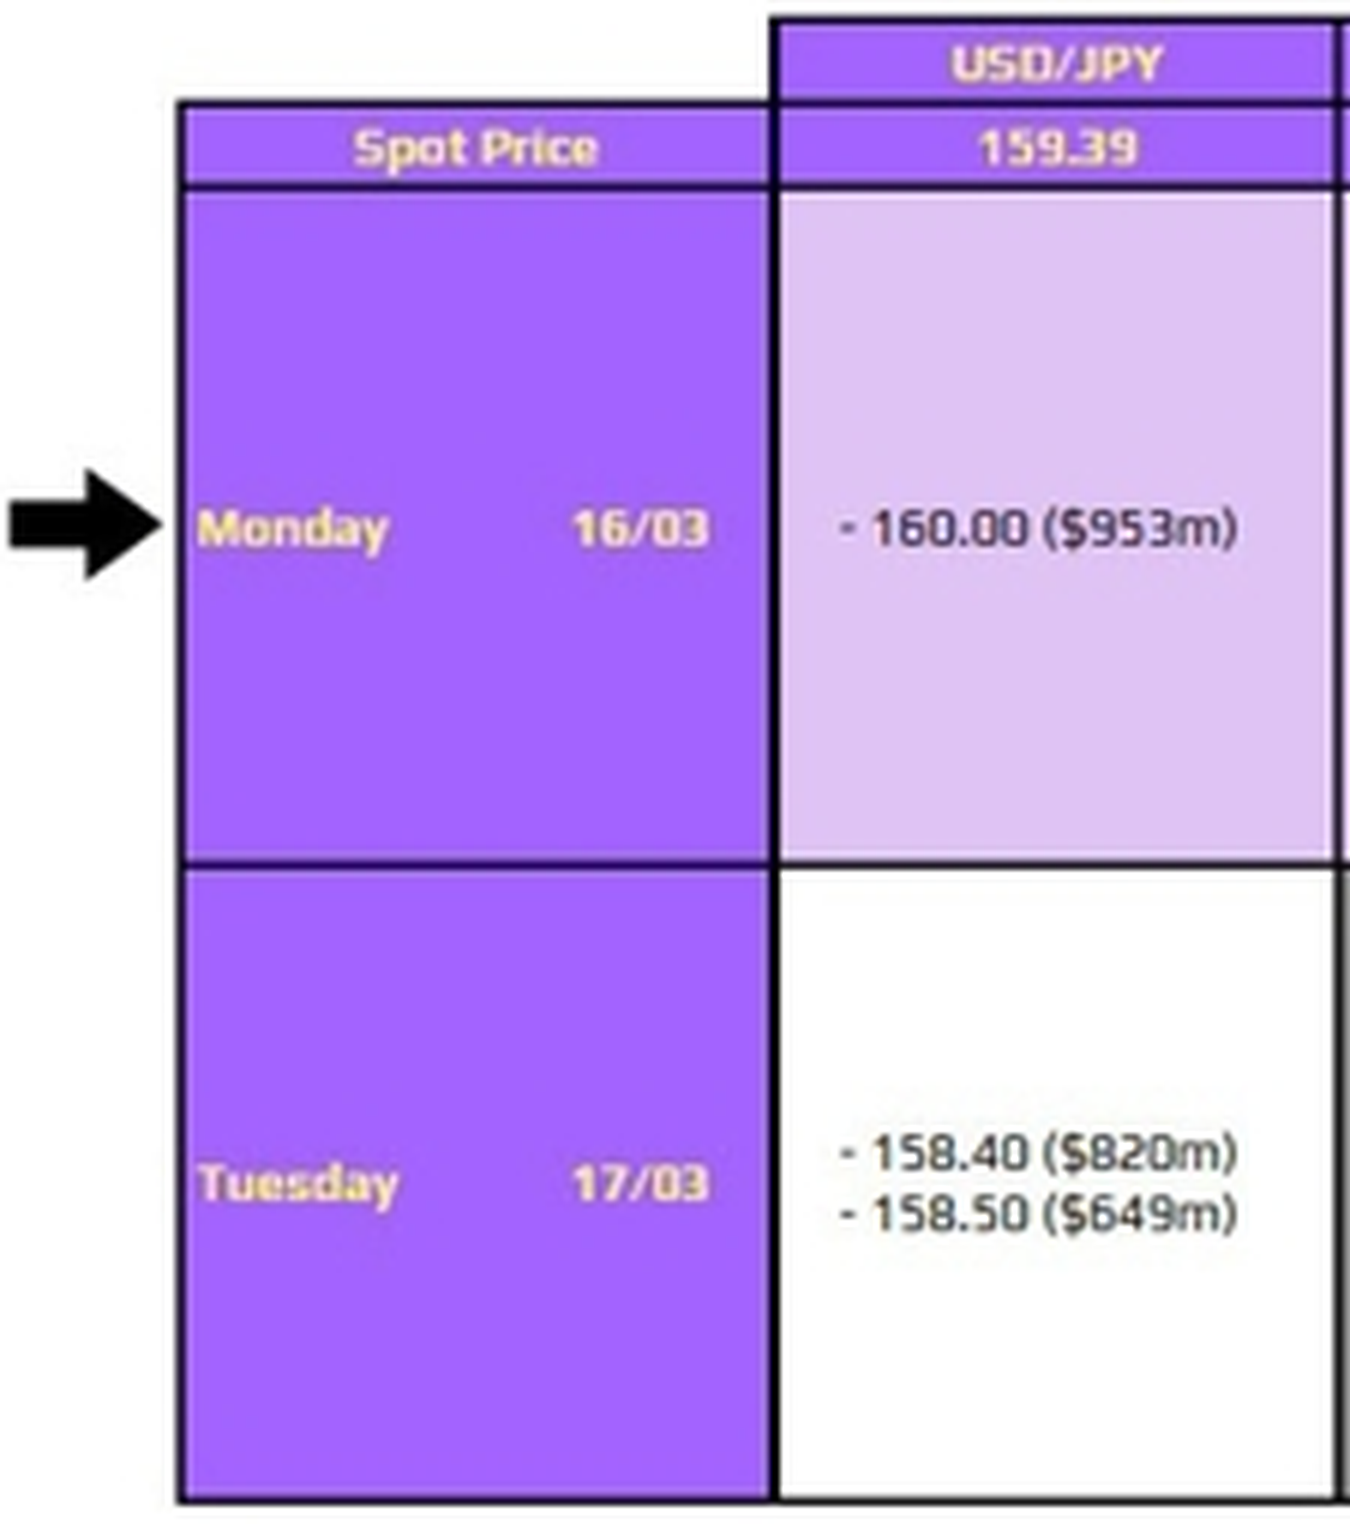 USD/JPY
Spot Price 159.39
Monday 16/03 - 160.00 ($953m)
Tuesday 17/03 - 158.40 ($820m)
- 158.50 ($649m)